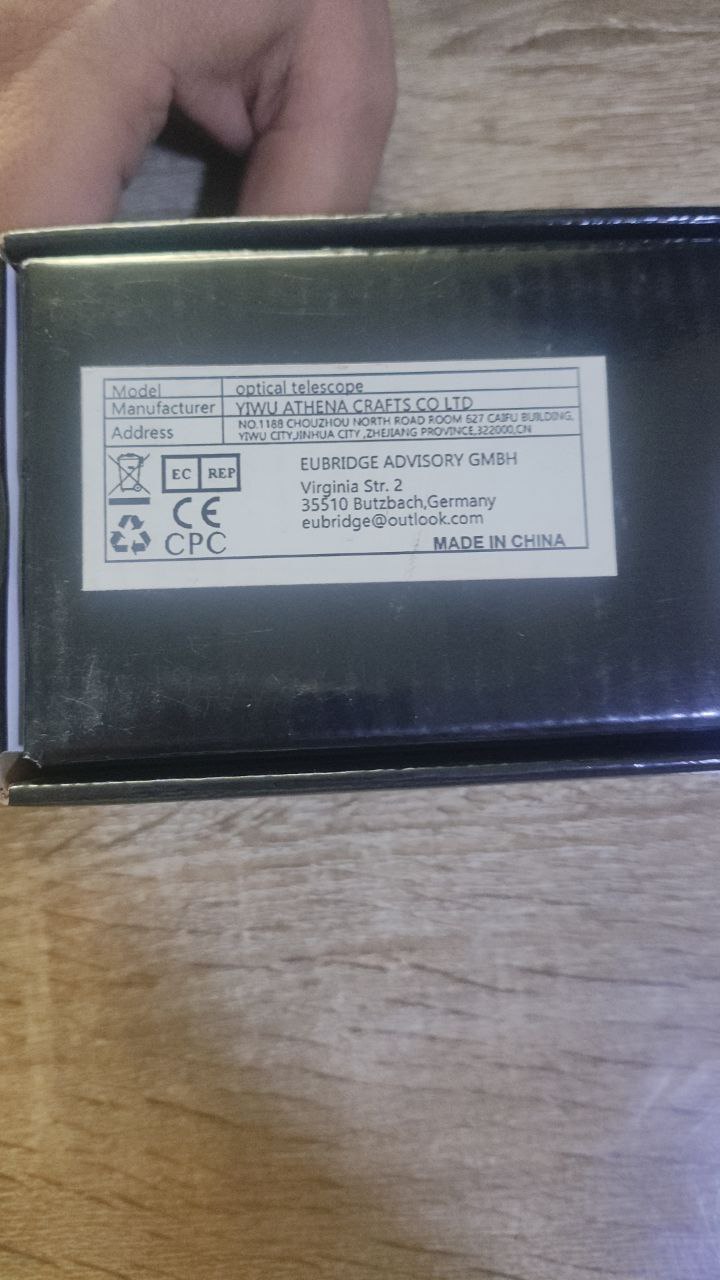 Model optical telescope
Manufacturer YIWU ATHENA CRAFTS CO LTD
Address NO.1188 CHOUZHOU NORTH ROAD ROOM 627 CAIFU BUILDING,
YIWU CITY,JINHUA CITY ,ZHEJIANG PROVINCE,322000,CN
EC REP
CE
CPC
EUBRIDGE ADVISORY GMBH
Virginia Str. 2
35510 Butzbach,Germany
eubridge@outlook.com
MADE IN CHINA